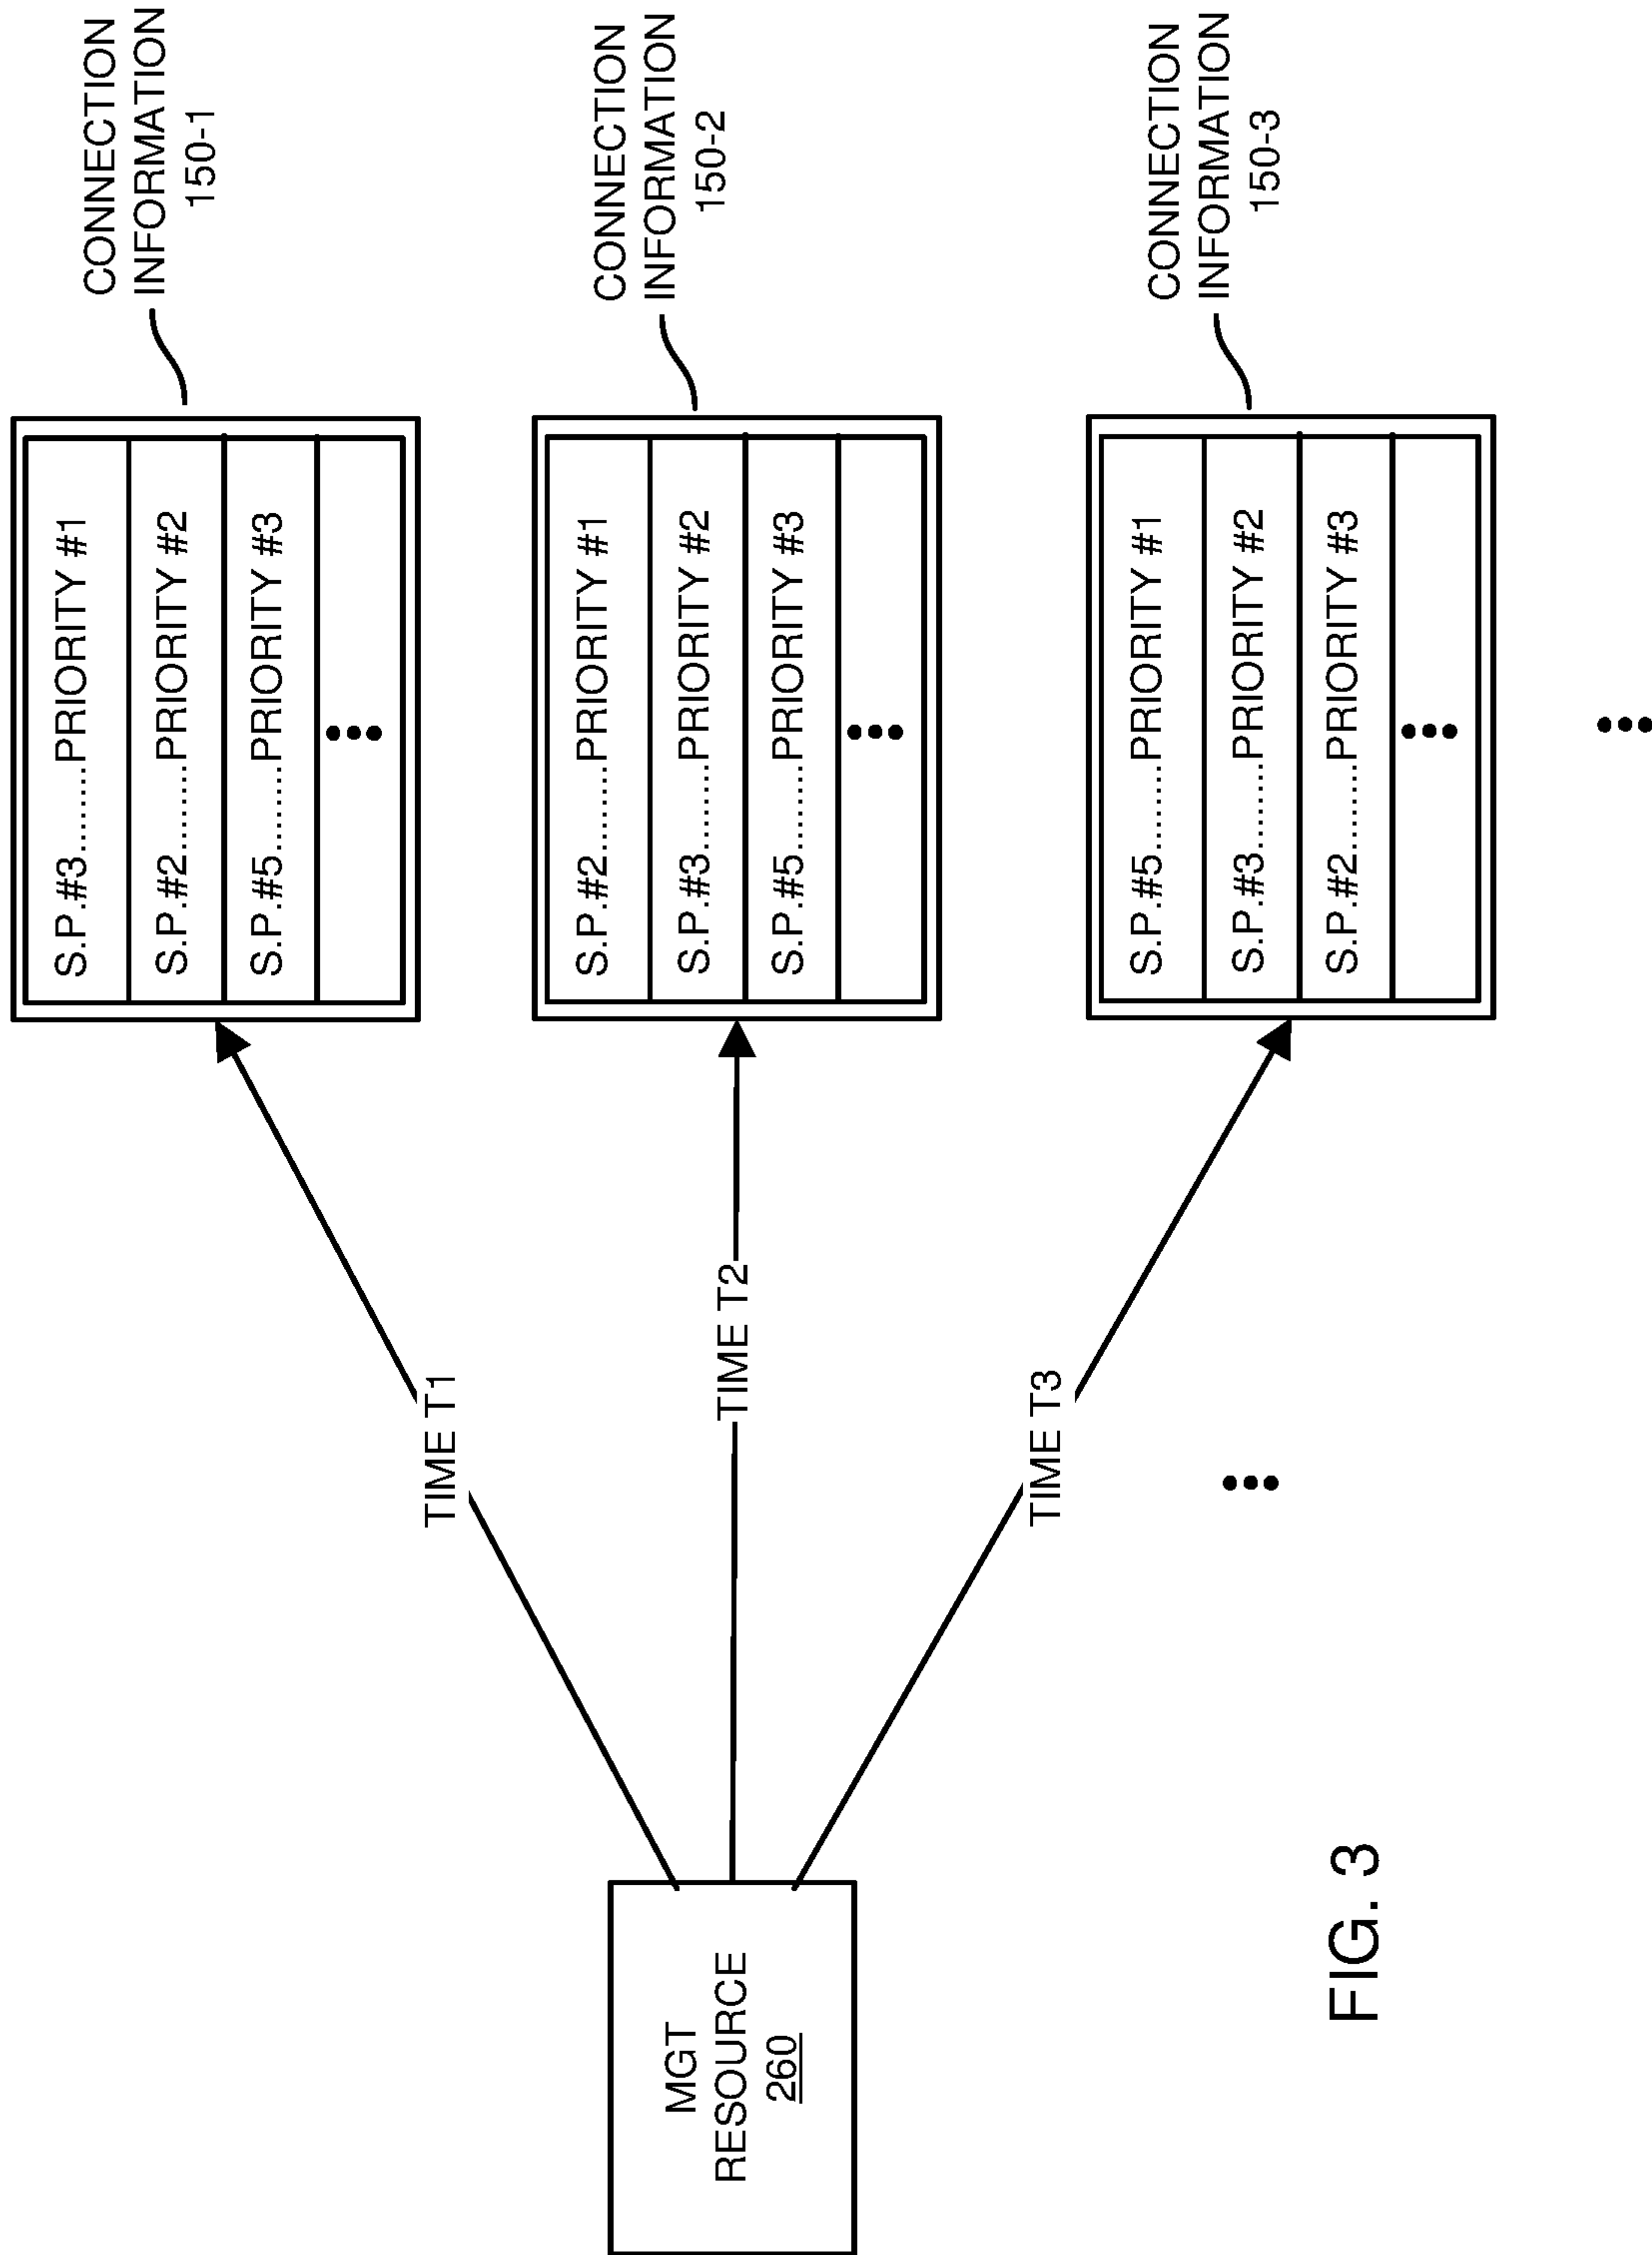 MGT
RESOURCE
260
TIME T1
TIME T2
TIME T3
S.P.#3.........PRIORITY #1
S.P.#2.........PRIORITY #2
S.P.#5.........PRIORITY #3
CONNECTION
INFORMATION
150-1
S.P.#2.........PRIORITY #1
S.P.#3.........PRIORITY #2
S.P.#5.........PRIORITY #3
CONNECTION
INFORMATION
150-2
S.P.#5.........PRIORITY #1
S.P.#3.........PRIORITY #2
S.P.#2.........PRIORITY #3
CONNECTION
INFORMATION
150-3
FIG. 3